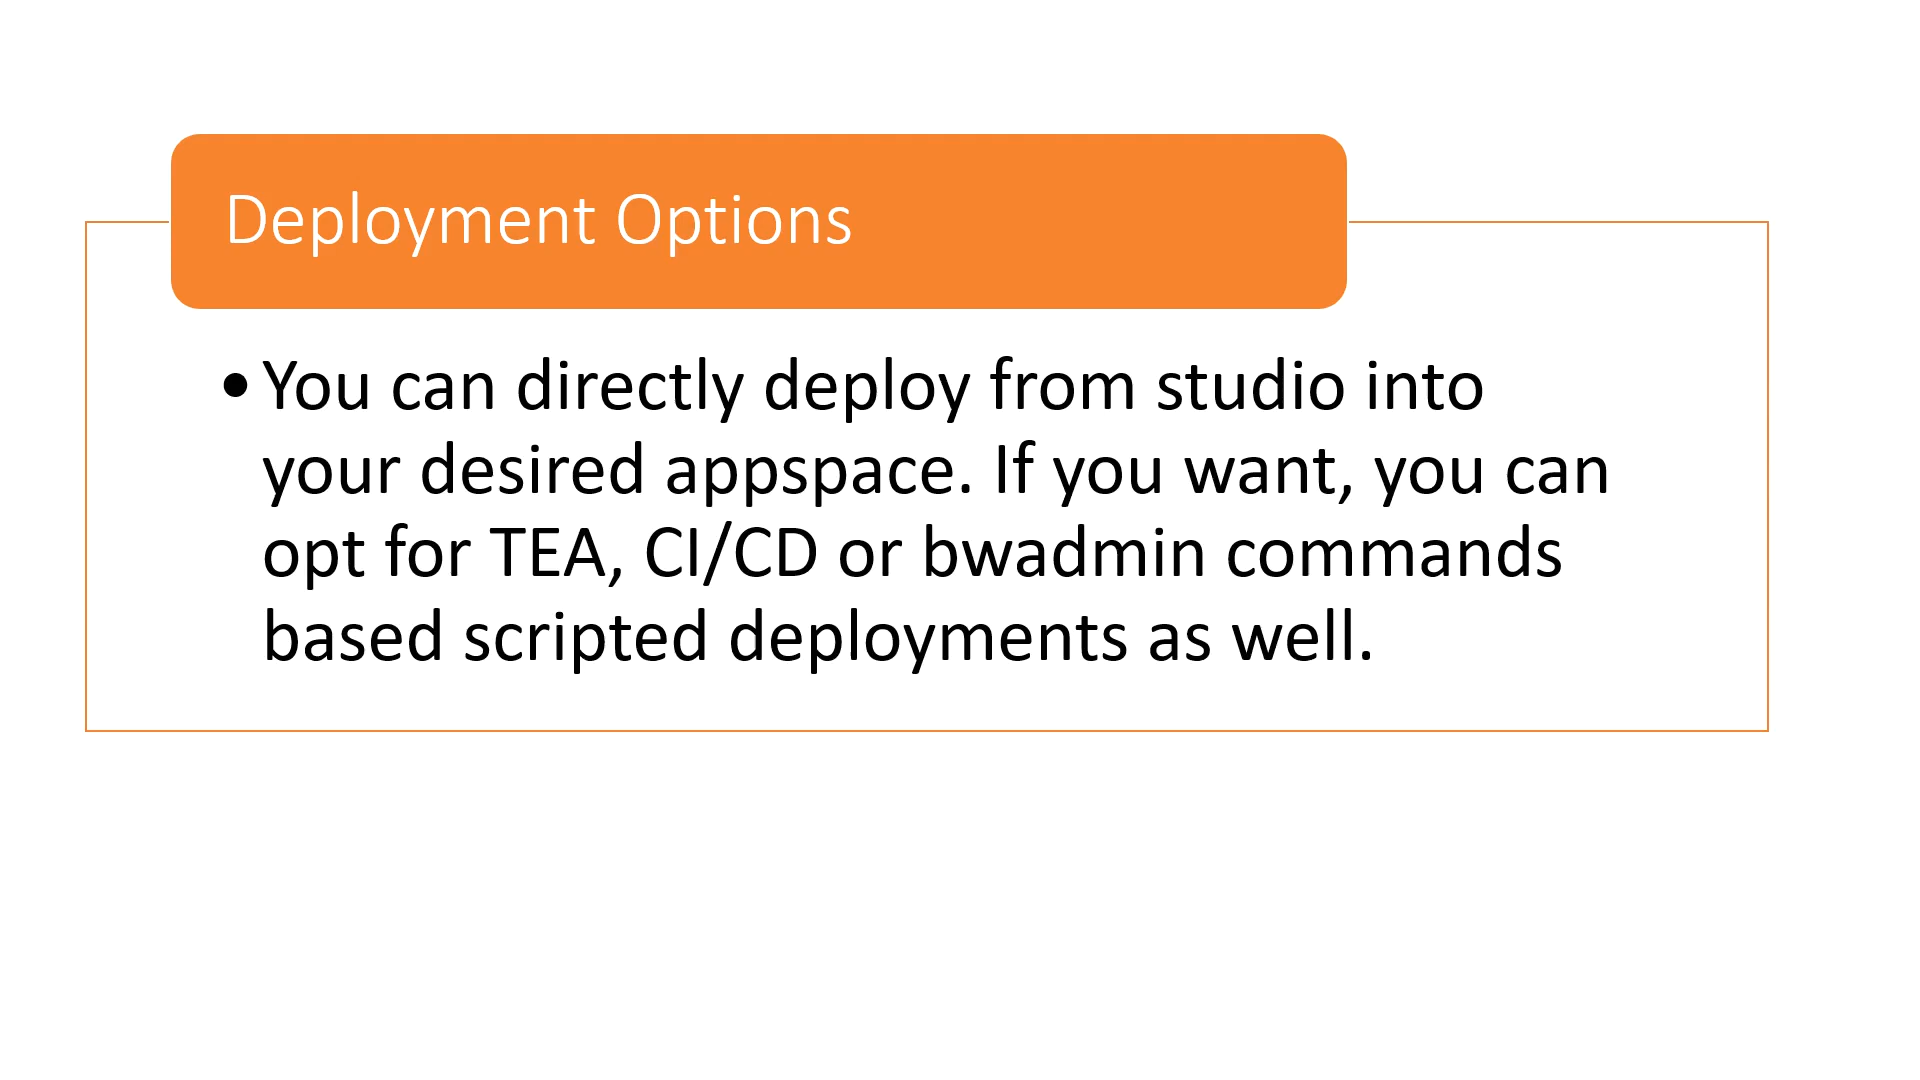 Deployment Options
• You can directly deploy from studio into
your desired appspace. If you want, you can
opt for TEA, CI/CD or bwadmin commands
based scripted deployments as well.